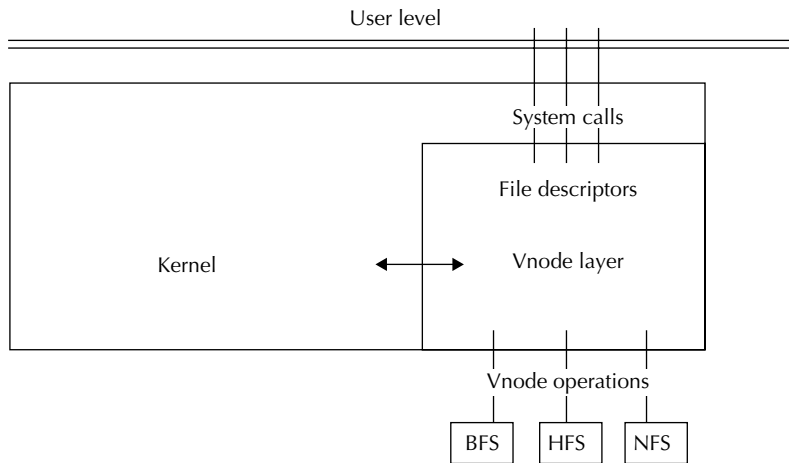 User level
System calls
File descriptors
Kernel
Vnode layer
Vnode operations
BFS
HFS
NFS